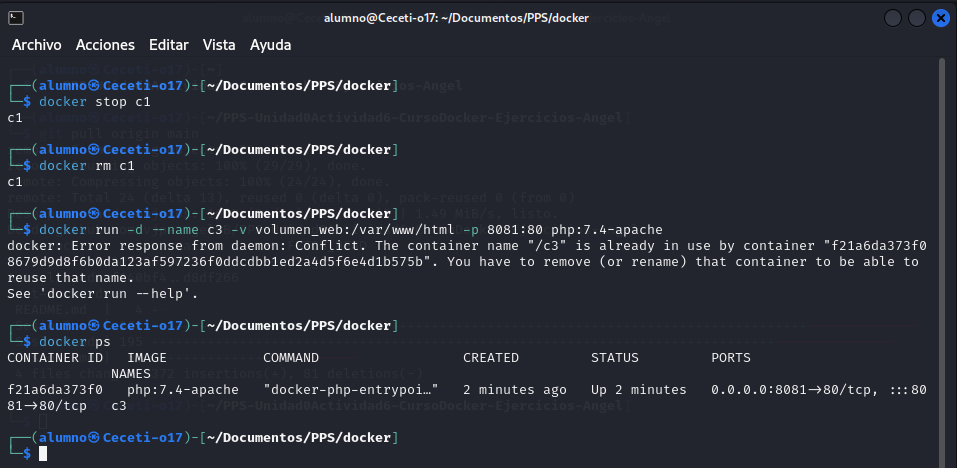 alumno@Ceceti-o17: ~/Documentos/PPS/docker
Archivo Acciones Editar Vista Ayuda
┌──(alumno㉿Ceceti-o17)-[~/Documentos/PPS/docker]
└─$ docker stop c1
c1
┌──(alumno㉿Ceceti-o17)-[~/Documentos/PPS/docker]
└─$ docker rm c1
c1
┌──(alumno㉿Ceceti-o17)-[~/Documentos/PPS/docker]
└─$ docker run -d --name c3 -v volumen_web:/var/www/html -p 8081:80 php:7.4-apache
docker: Error response from daemon: Conflict. The container name "/c3" is already in use by container "f21a6da373f0
8679d9d8f6b0da123af597236f0ddcdbb1ed2a4d5f6e4d1b575b". You have to remove (or rename) that container to be able to
reuse that name.
See 'docker run --help'.
┌──(alumno㉿Ceceti-o17)-[~/Documentos/PPS/docker]
└─$ docker ps
CONTAINER ID   IMAGE            COMMAND                  CREATED         STATUS         PORTS
             NAMES
f21a6da373f0   php:7.4-apache   "docker-php-entrypoi…"   2 minutes ago   Up 2 minutes   0.0.0.0:8081->80/tcp, :::80
81->80/tcp   c3
┌──(alumno㉿Ceceti-o17)-[~/Documentos/PPS/docker]
└─$